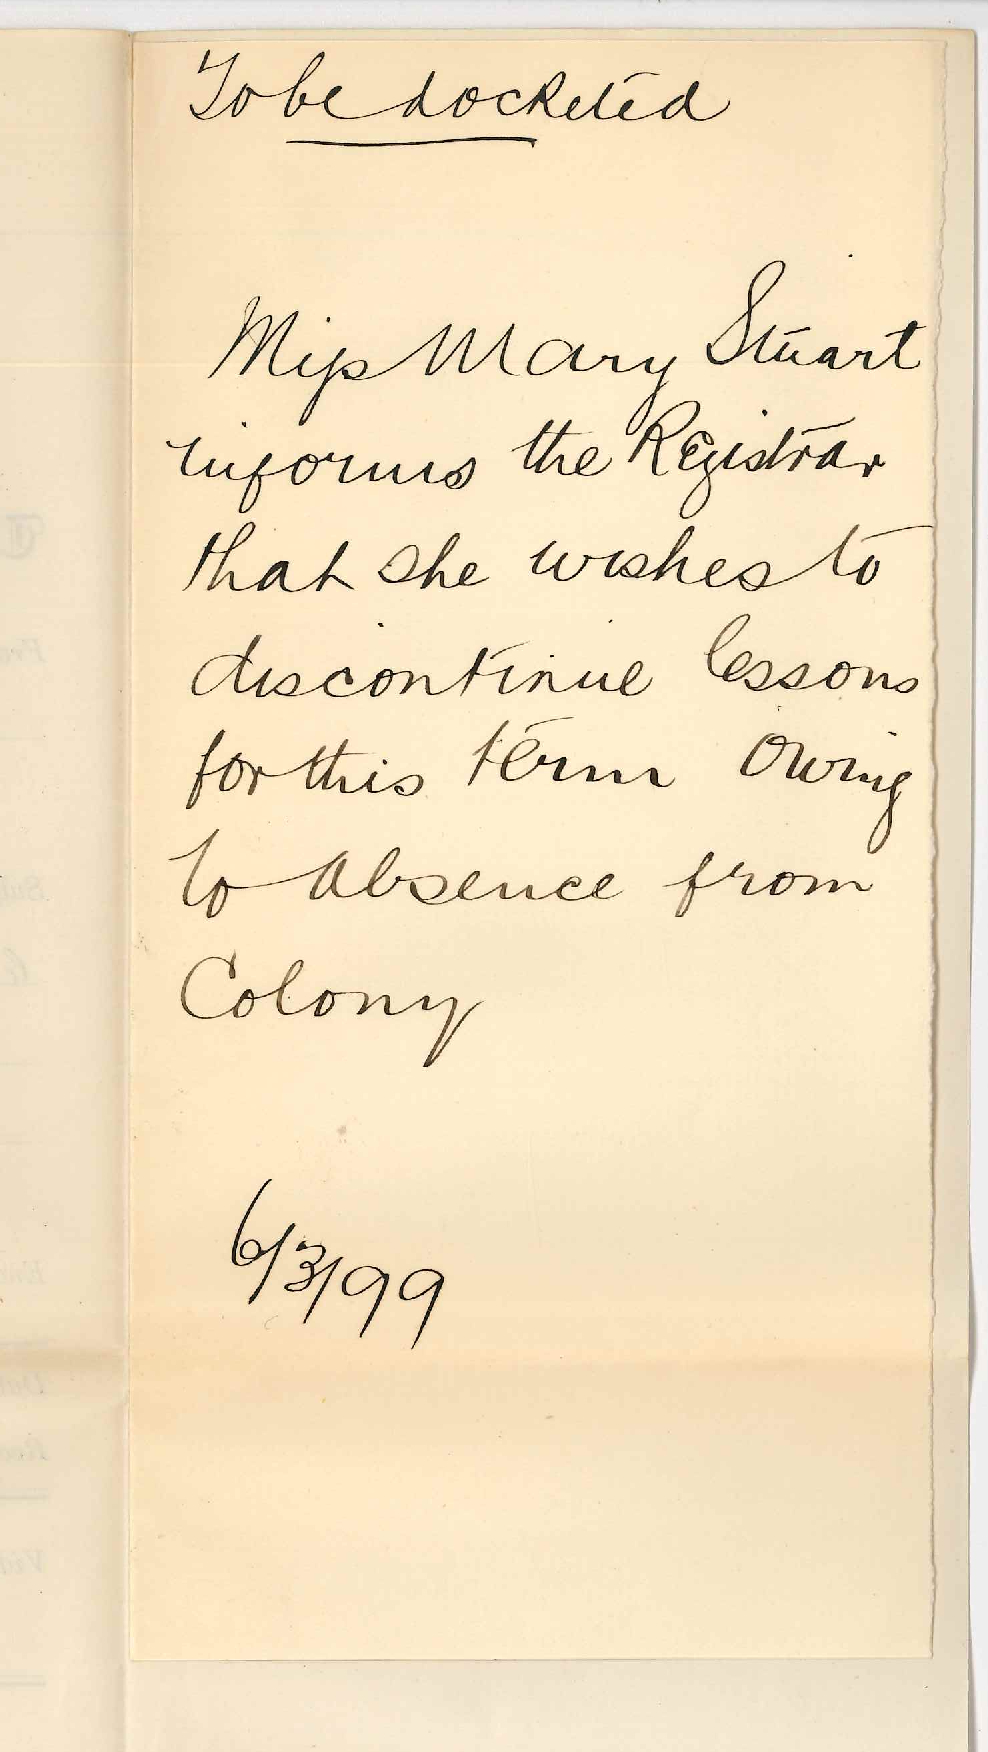 To be docketed
Miss Mary Stuart
informs the Registrar
that she wishes to
discontinue lessons
for this term Owing
to absence from
Colony
6/3/99